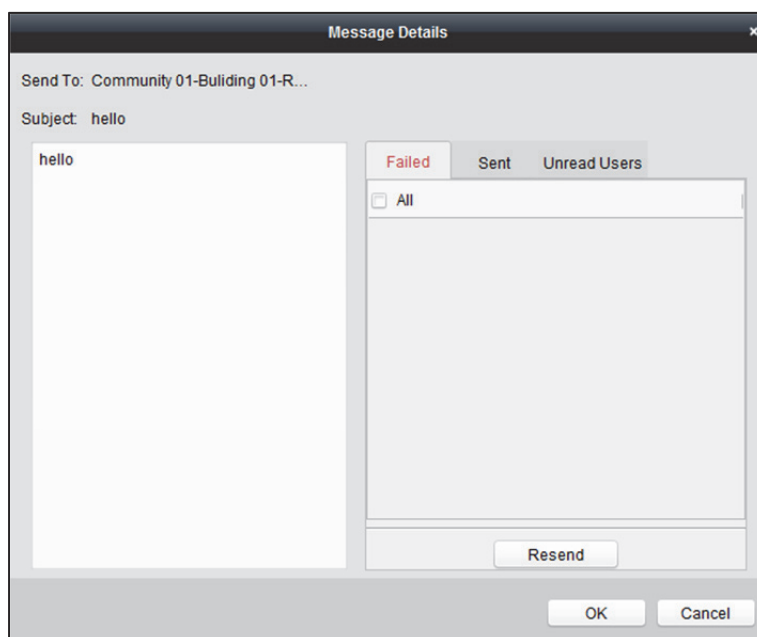 Message Details
Send To: Community 01-Buliding 01-R...
Subject: hello
hello
Failed Sent Unread Users
All
Resend
OK Cancel